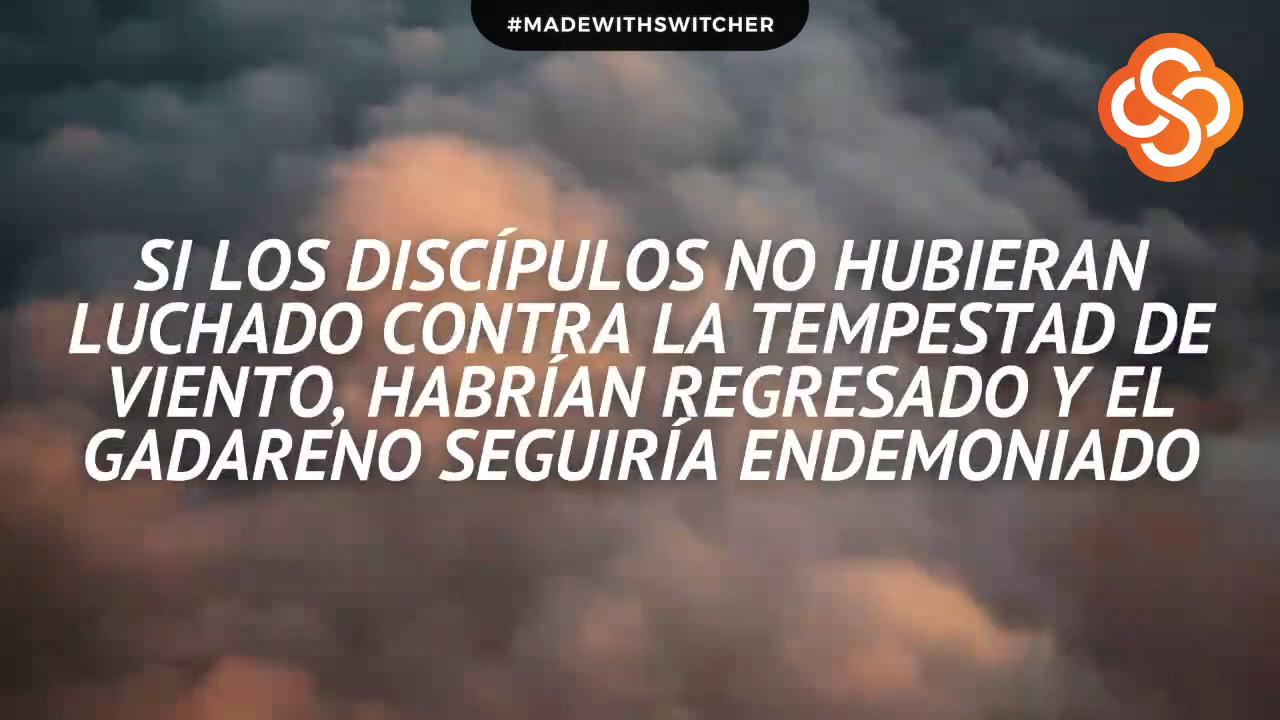 #MADEWITHSWITCHER
SI LOS DISCÍPULOS NO HUBIERAN
LUCHADO CONTRA LA TEMPESTAD DE
VIENTO, HABRÍAN REGRESADO Y EL
GADARENO SEGUIRÍA ENDEMONIADO